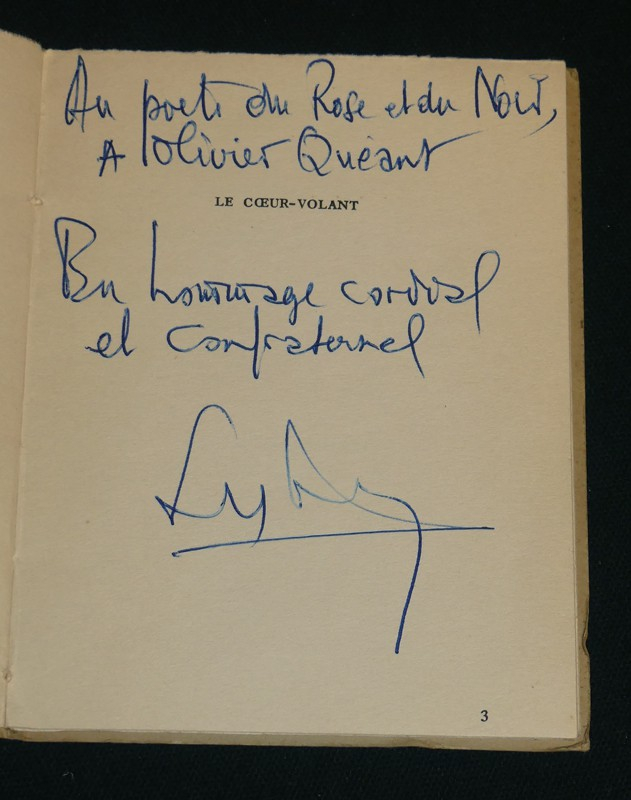 Au poète du Rose et du Noir,
A Olivier Quéant
LE CŒUR-VOLANT
En hommage cordial
et confraternel
3